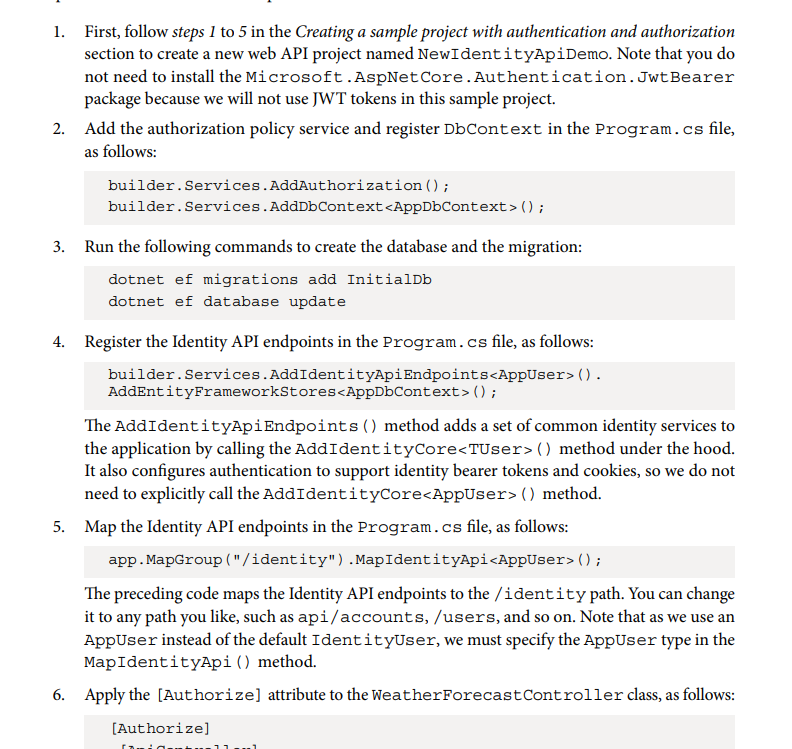 1. First, follow steps 1 to 5 in the Creating a sample project with authentication and authorization
section to create a new web API project named NewIdentityApiDemo. Note that you do
not need to install the Microsoft.AspNetCore.Authentication.JwtBearer
package because we will not use JWT tokens in this sample project.
2. Add the authorization policy service and register DbContext in the Program.cs file,
as follows:
builder.Services.AddAuthorization();
builder.Services.AddDbContext<AppDbContext>();
3. Run the following commands to create the database and the migration:
dotnet ef migrations add InitialDb
dotnet ef database update
4. Register the Identity API endpoints in the Program.cs file, as follows:
builder.Services.AddIdentityApiEndpoints<AppUser>().
AddEntityFrameworkStores<AppDbContext>();
The AddIdentityApiEndpoints() method adds a set of common identity services to
the application by calling the AddIdentityCore<TUser>() method under the hood.
It also configures authentication to support identity bearer tokens and cookies, so we do not
need to explicitly call the AddIdentityCore<AppUser>() method.
5. Map the Identity API endpoints in the Program.cs file, as follows:
app.MapGroup("/identity").MapIdentityApi<AppUser>();
The preceding code maps the Identity API endpoints to the /identity path. You can change
it to any path you like, such as api/accounts, /users, and so on. Note that as we use an
AppUser instead of the default IdentityUser, we must specify the AppUser type in the
MapIdentityApi() method.
6. Apply the [Authorize] attribute to the WeatherForecastController class, as follows:
[Authorize]